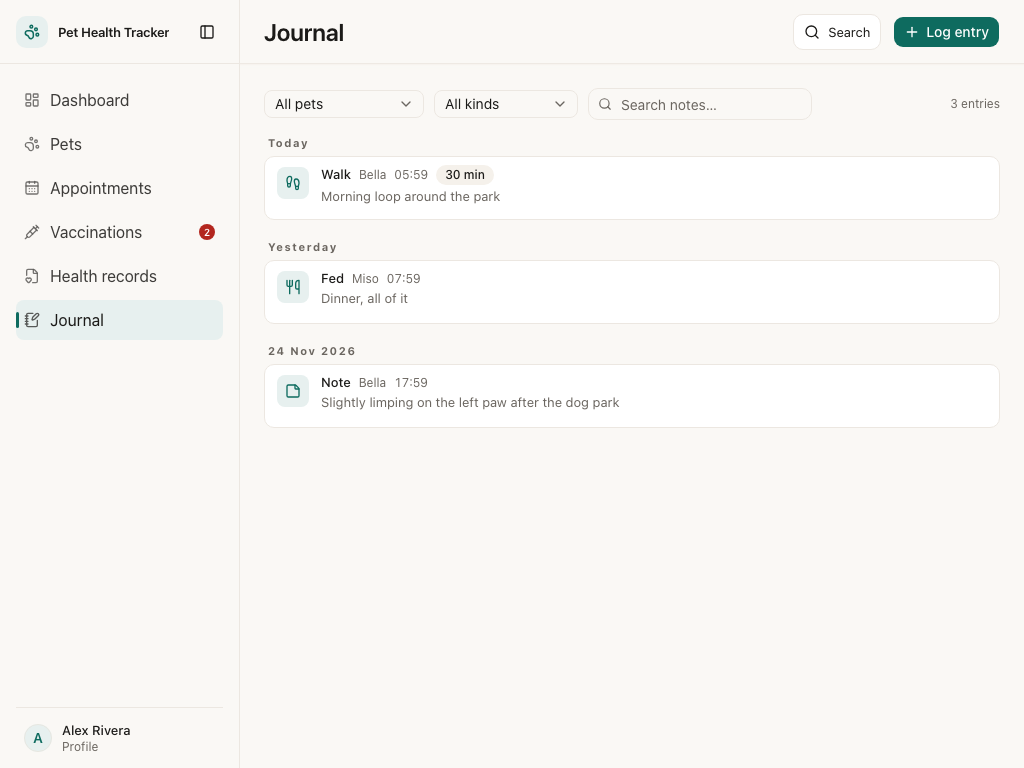 Pet Health Tracker
Dashboard
Pets
Appointments
Vaccinations 2
Health records
Journal
A
Alex Rivera
Profile
Journal
Search
Log entry
All pets
All kinds
Search notes...
3 entries
Today
Walk Bella 05:59 30 min
Morning loop around the park
Yesterday
Fed Miso 07:59
Dinner, all of it
24 Nov 2026
Note Bella 17:59
Slightly limping on the left paw after the dog park